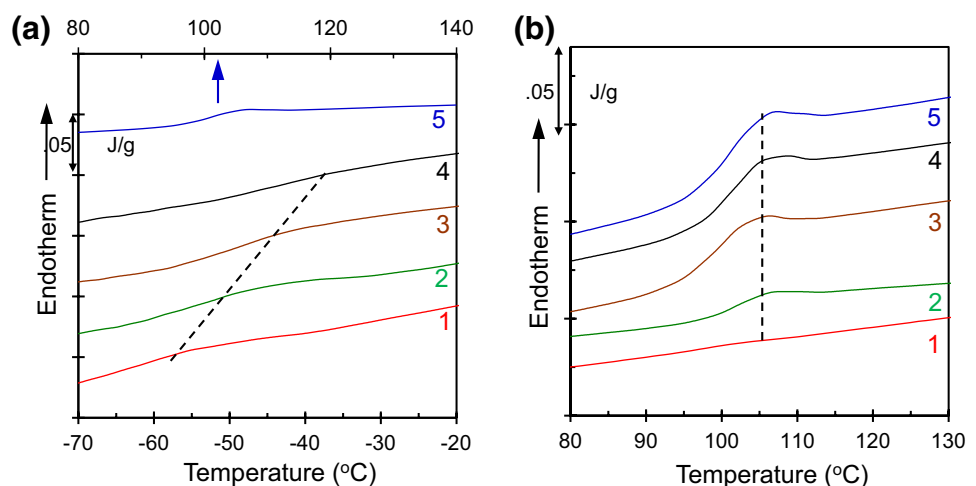 (a)
80 100 120 140
5
.05 J/g
4
3
2
1
Endotherm
-70 -60 -50 -40 -30 -20
Temperature (oC)
(b)
.05 J/g
5
4
3
2
1
Endotherm
80 90 100 110 120 130
Temperature (oC)